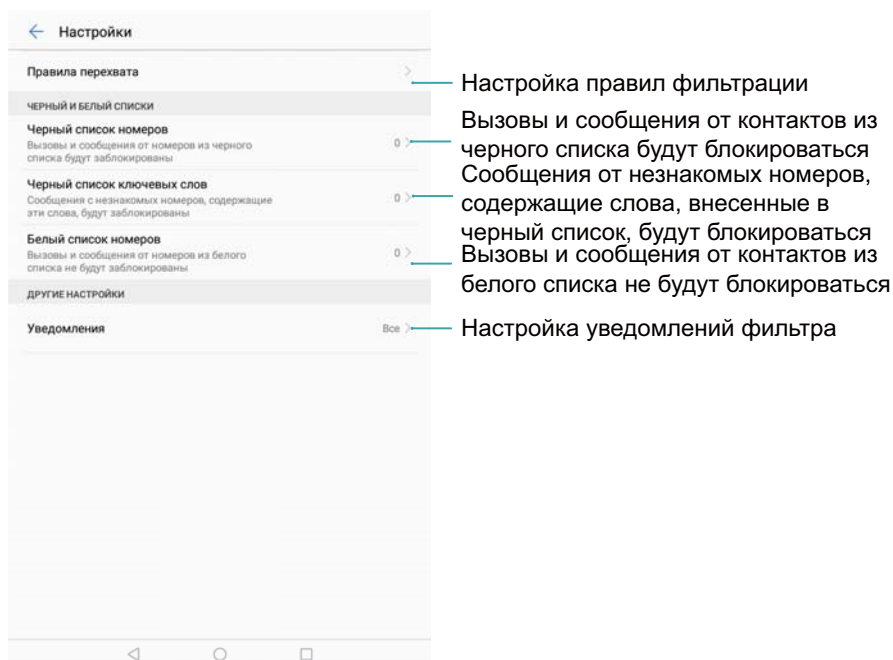 Настройки
Правила перехвата
ЧЕРНЫЙ И БЕЛЫЙ СПИСКИ
Черный список номеров
Вызовы и сообщения от номеров из черного
списка будут заблокированы
0
Черный список ключевых слов
Сообщения с незнакомых номеров, содержащие
эти слова, будут заблокированы
0
Белый список номеров
Вызовы и сообщения от номеров из белого
списка не будут заблокированы
0
ДРУГИЕ НАСТРОЙКИ
Уведомления
Все
Настройка правил фильтрации
Вызовы и сообщения от контактов из
черного списка будут блокироваться
Сообщения от незнакомых номеров,
содержащие слова, внесенные в
черный список, будут блокироваться
Вызовы и сообщения от контактов из
белого списка не будут блокироваться
Настройка уведомлений фильтра